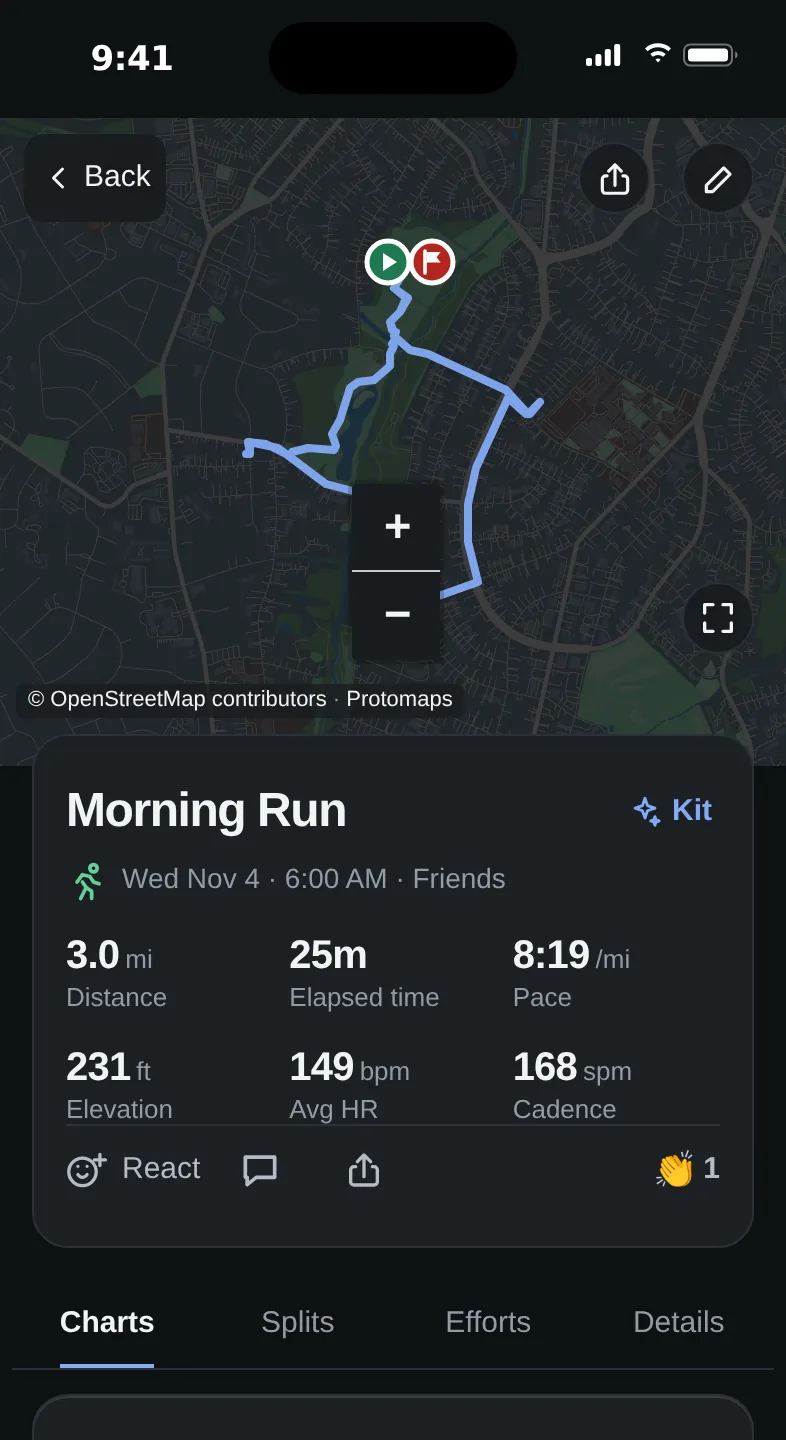 9:41
Back
+
−
© OpenStreetMap contributors · Protomaps
Morning Run
Kit
Wed Nov 4 · 6:00 AM · Friends
3.0 mi 25m 8:19 /mi
Distance Elapsed time Pace
231 ft 149 bpm 168 spm
Elevation Avg HR Cadence
React 👏 1
Charts Splits Efforts Details